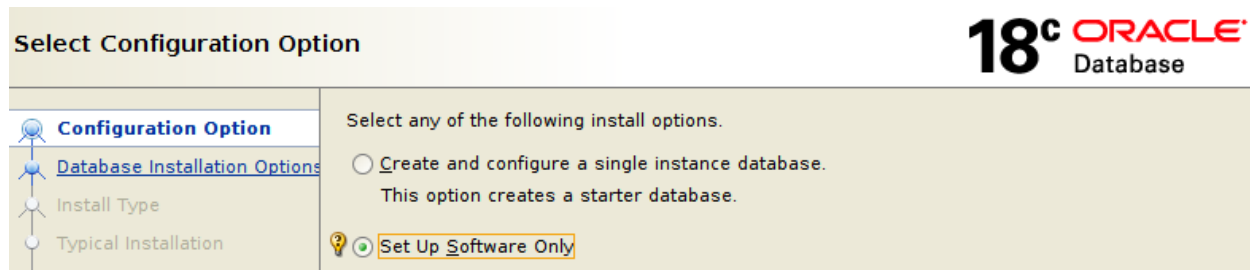 Select Configuration Option
18c ORACLE
Database
Configuration Option
Database Installation Options
Install Type
Typical Installation
Select any of the following install options.
Create and configure a single instance database.
This option creates a starter database.
Set Up Software Only